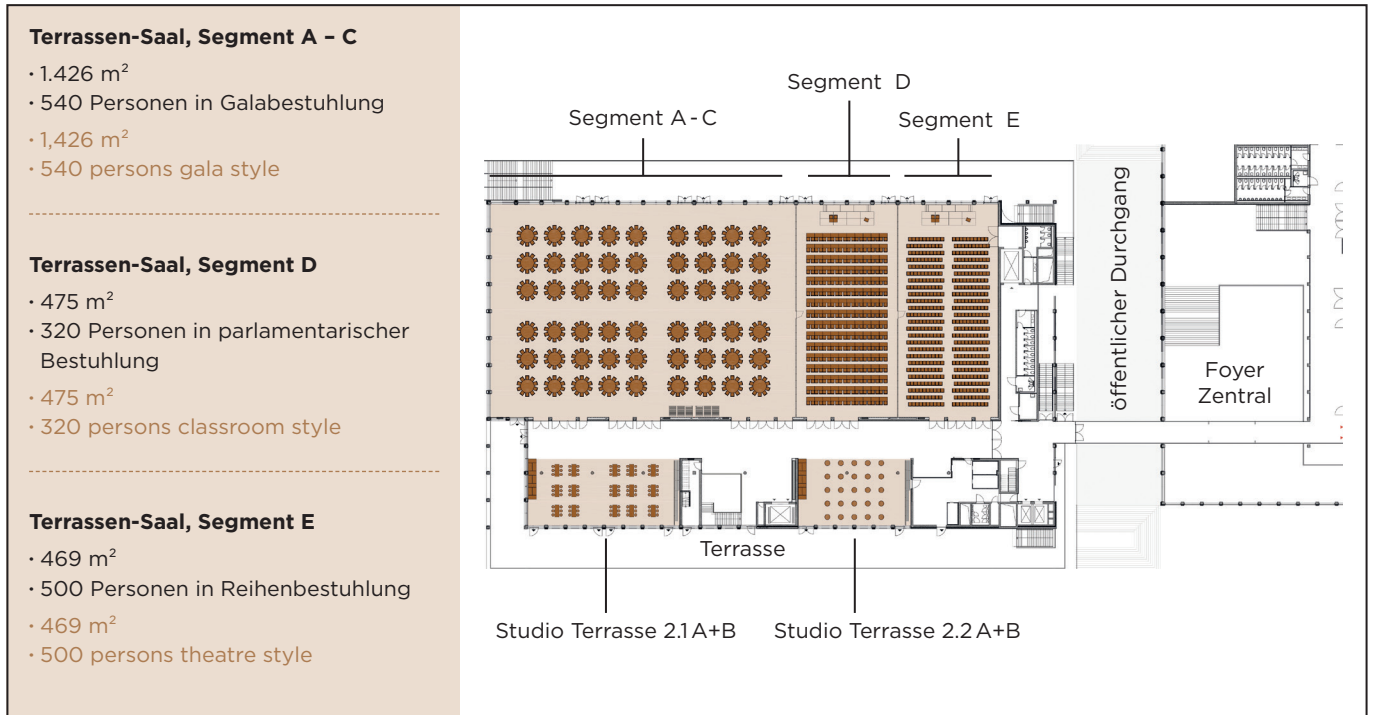 Terrassen-Saal, Segment A – C
· 1.426 m²
· 540 Personen in Galabestuhlung
· 1,426 m²
· 540 persons gala style
Terrassen-Saal, Segment D
· 475 m²
· 320 Personen in parlamentarischer
Bestuhlung
· 475 m²
· 320 persons classroom style
Terrassen-Saal, Segment E
· 469 m²
· 500 Personen in Reihenbestuhlung
· 469 m²
· 500 persons theatre style
Segment D
Segment A - C
Segment E
öffentlicher Durchgang
Foyer
Zentral
Terrasse
Studio Terrasse 2.1 A+B
Studio Terrasse 2.2 A+B